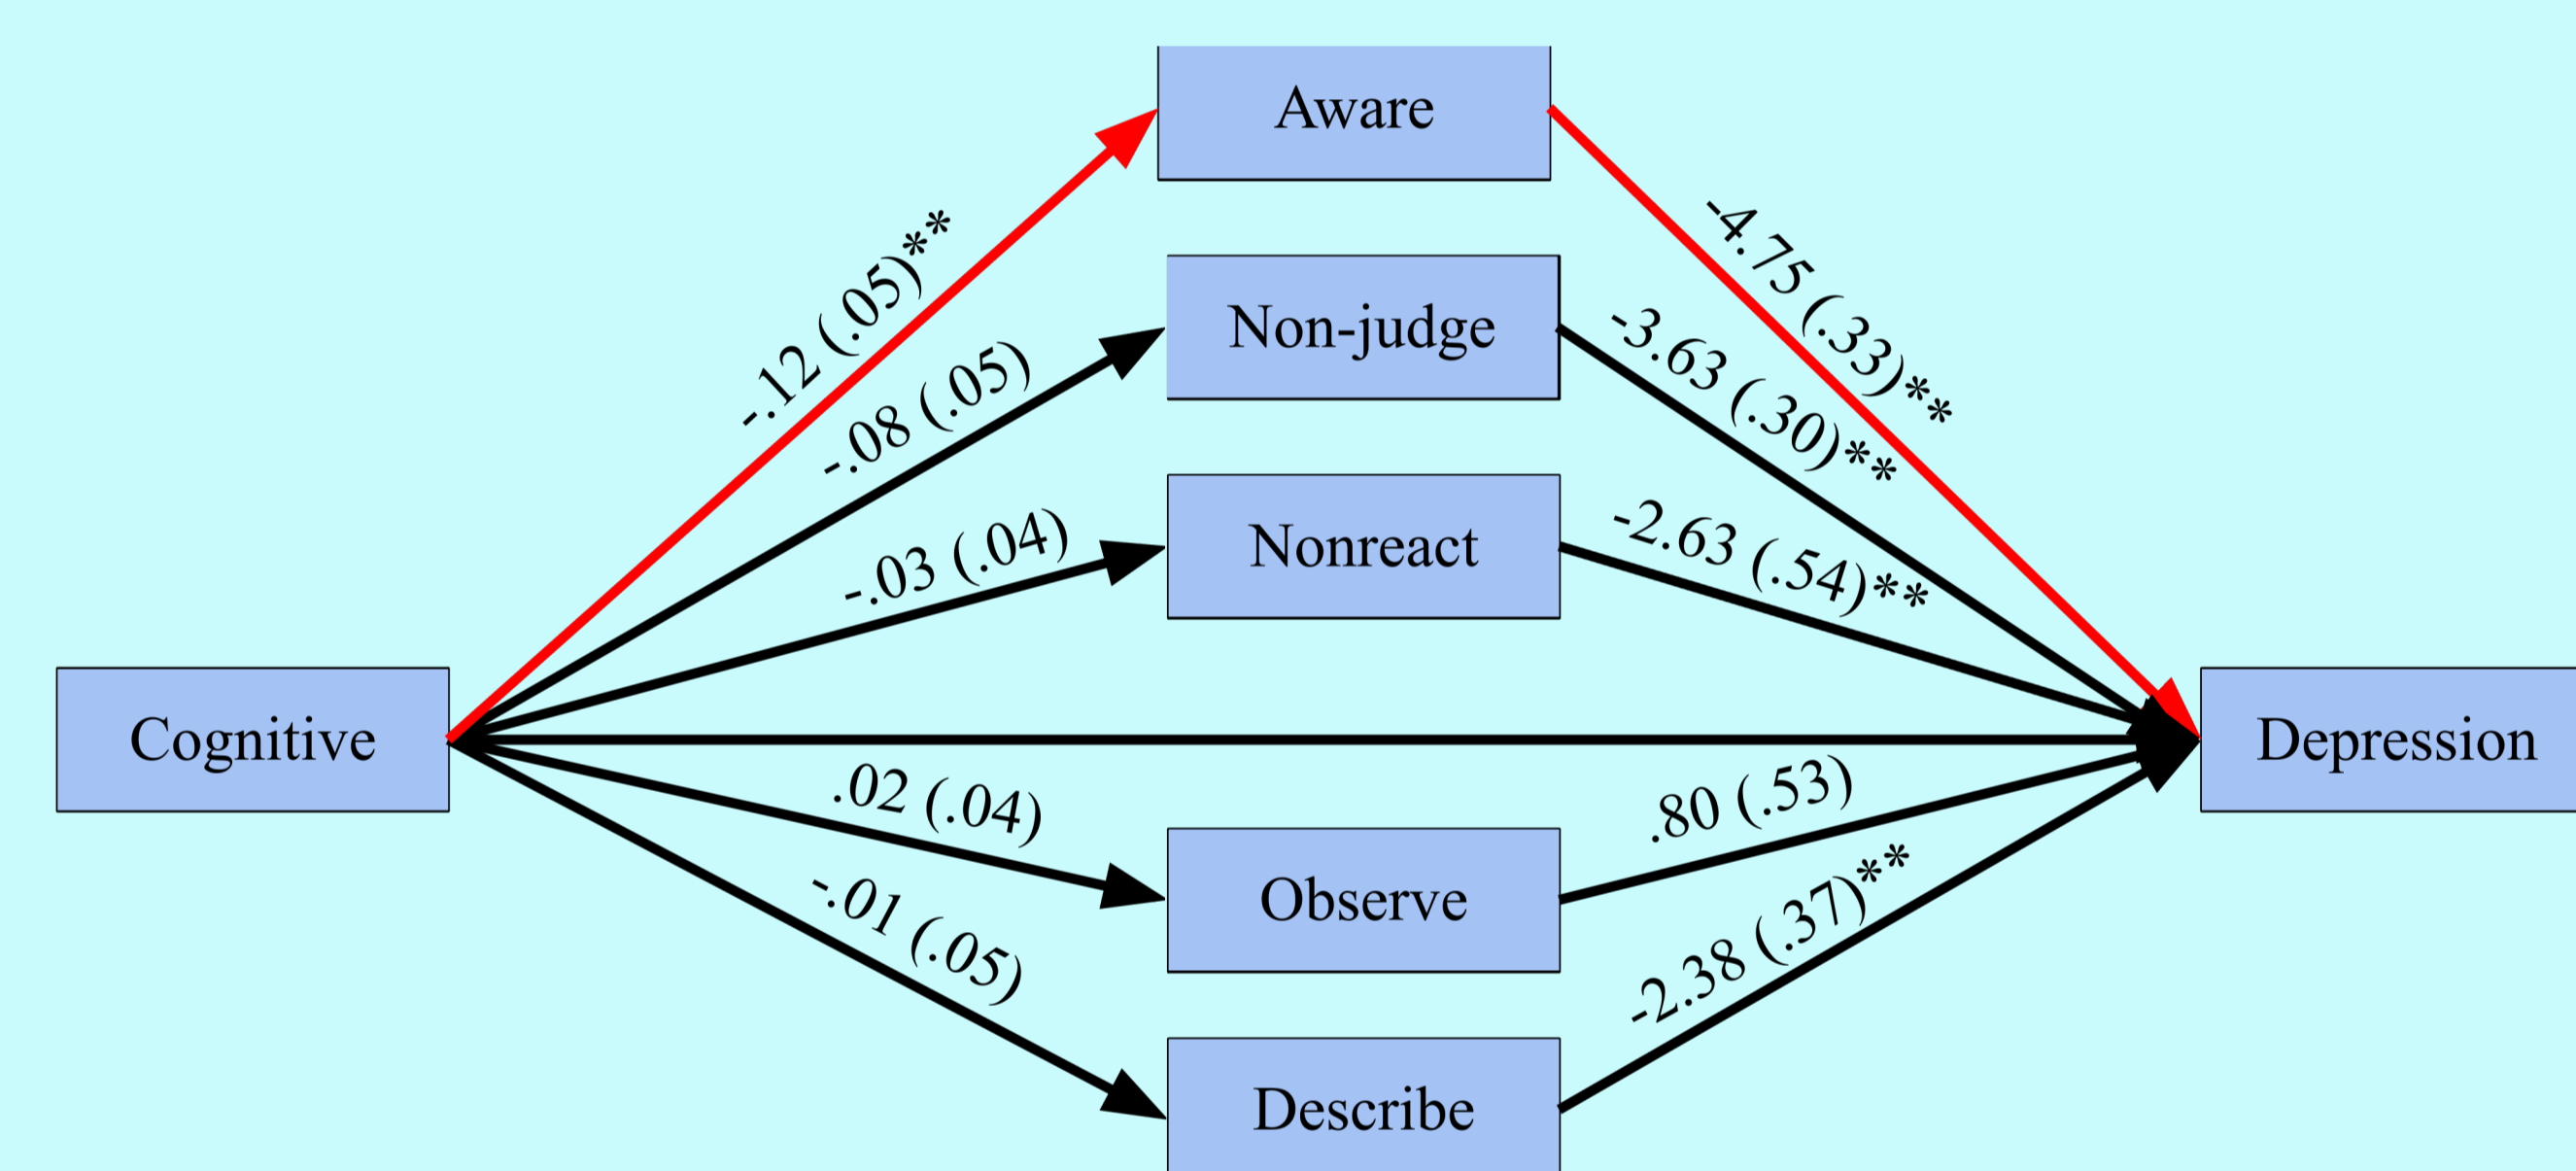 Aware
-.12 (.05)**
-4.75 (.33)**
Non-judge
-.08 (.05)
-3.63 (.30)**
Nonreact
-.03 (.04)
-2.63 (.54)**
Cognitive
Depression
.02 (.04)
.80 (.53)
Observe
-.01 (.05)
-2.38 (.37)**
Describe